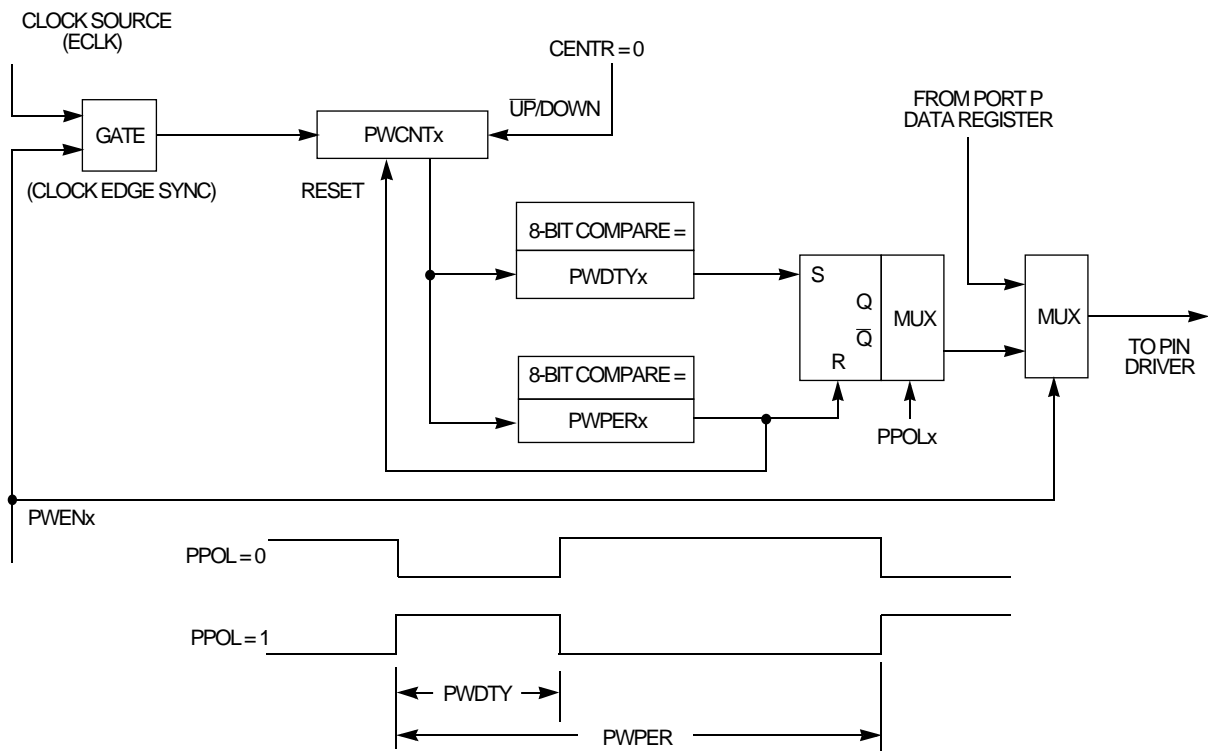 CLOCK SOURCE
(ECLK)
CENTR = 0
U̅P̅/DOWN
FROM PORT P
DATA REGISTER
GATE
PWCNTx
(CLOCK EDGE SYNC)
RESET
8-BIT COMPARE =
PWDTYx
S
Q
Q̅
MUX
R
MUX
TO PIN
DRIVER
8-BIT COMPARE =
PWPERx
PPOLx
PWENx
PPOL = 0
PPOL = 1
PWDTY
PWPER